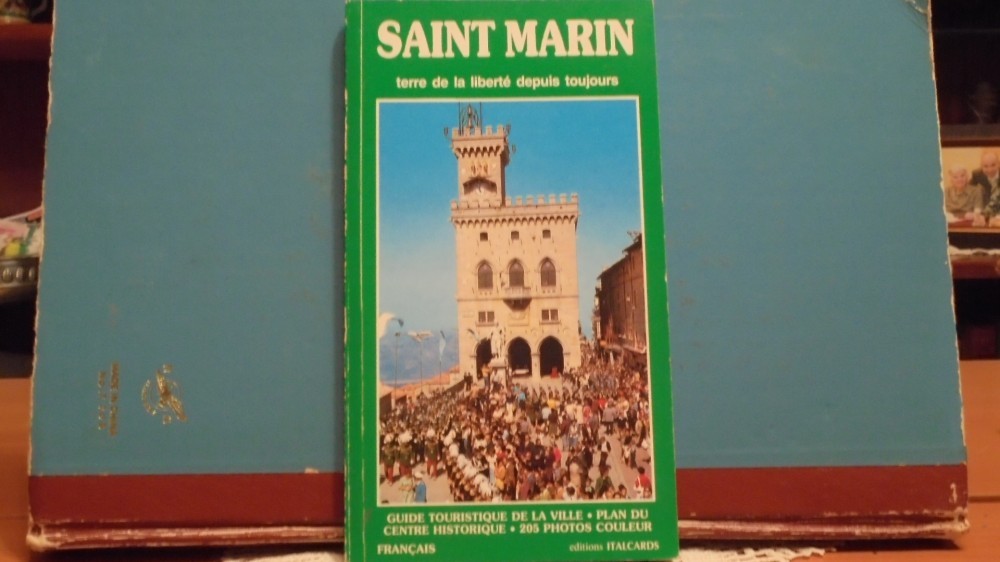 SAINT MARIN
terre de la liberté depuis toujours
GUIDE TOURISTIQUE DE LA VILLE • PLAN DU
CENTRE HISTORIQUE • 205 PHOTOS COULEUR
FRANÇAIS editions ITALCARDS